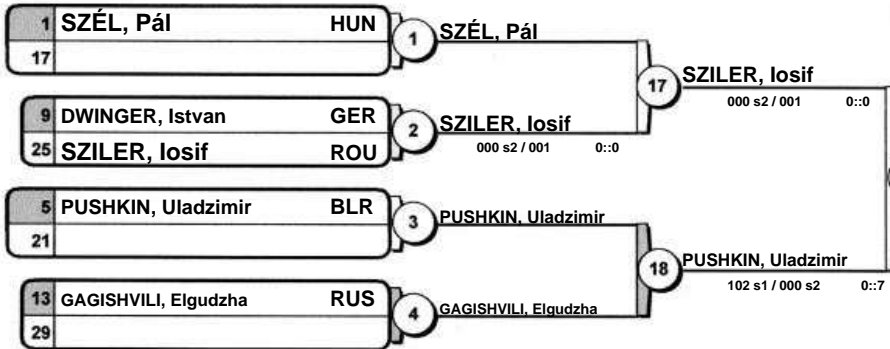 1 SZÉL, Pál HUN
17
1 SZÉL, Pál
9 DWINGER, Istvan GER
25 SZILER, Iosif ROU
2 SZILER, Iosif
000 s2 / 001 0::0
17 SZILER, Iosif
000 s2 / 001 0::0
5 PUSHKIN, Uladzimir BLR
21
3 PUSHKIN, Uladzimir
13 GAGISHVILI, Elgudzha RUS
29
4 GAGISHVILI, Elgudzha
18 PUSHKIN, Uladzimir
102 s1 / 000 s2 0::7